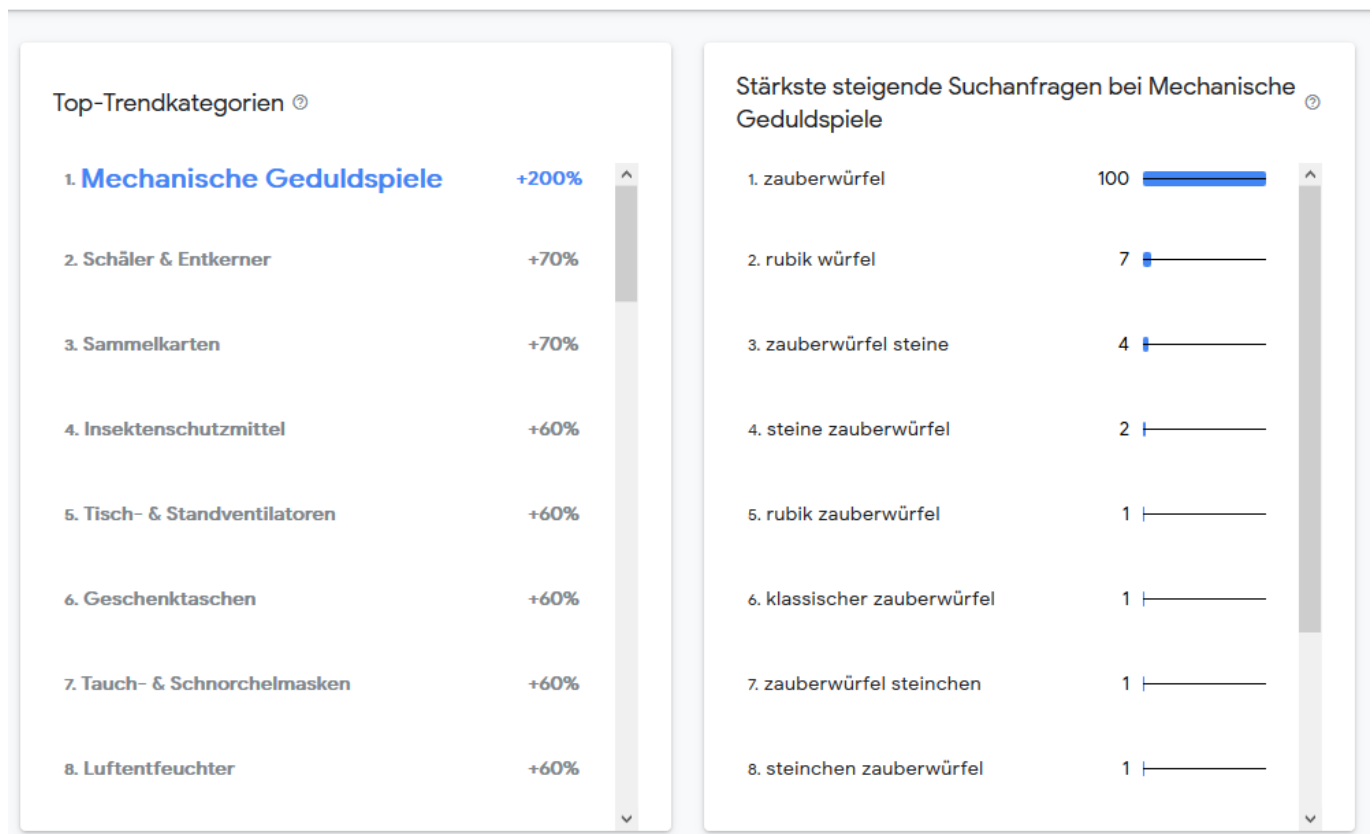 Top-Trendkategorien
1. Mechanische Geduldspiele +200%
2. Schäler & Entkerner +70%
3. Sammelkarten +70%
4. Insektenschutzmittel +60%
5. Tisch- & Standventilatoren +60%
6. Geschenktaschen +60%
7. Tauch- & Schnorchelmasken +60%
8. Luftentfeuchter +60%
Stärkste steigende Suchanfragen bei Mechanische
Geduldspiele
1. zauberwürfel 100
2. rubik würfel 7
3. zauberwürfel steine 4
4. steine zauberwürfel 2
5. rubik zauberwürfel 1
6. klassischer zauberwürfel 1
7. zauberwürfel steinchen 1
8. steinchen zauberwürfel 1